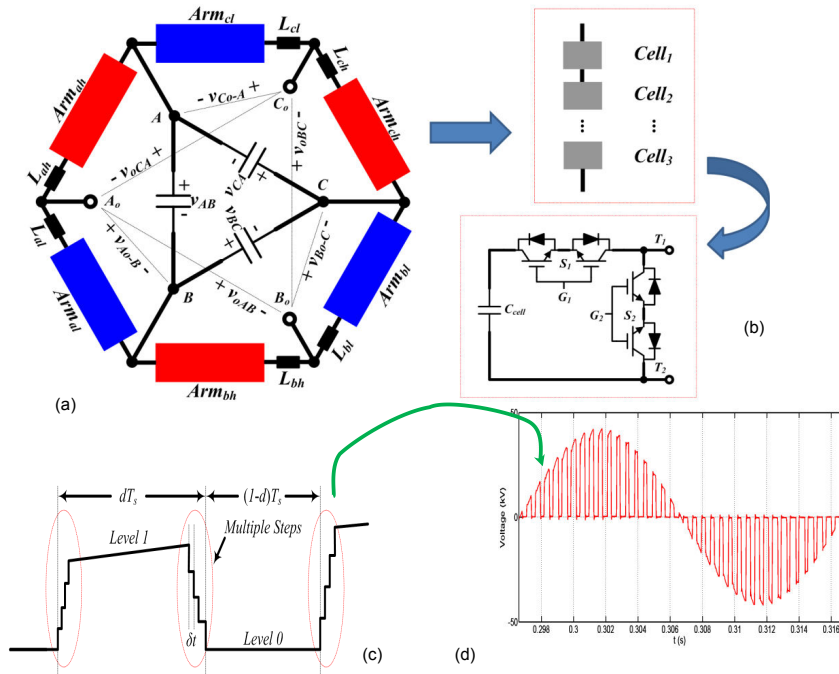 Arm_cl
L_cl
L_ch
Arm_ch
Arm_ah
L_ah
- v_Co-A +
C_o
A
- v_oCA +
+ v_oBC -
v_CA
- +
+
v_AB
-
A_o
C
v_BC
+ -
L_al
+ v_Ao-B -
+ v_Bo-C -
+ v_oAB -
B_o
B
Arm_al
Arm_bl
L_bl
L_bh
Arm_bh
(a)
Cell_1
Cell_2
⋮ ⋮
Cell_3
T_1
S_1
G_1
C_cell
G_2
S_2
T_2
(b)
dT_s
(1-d)T_s
Level 1
Multiple Steps
δt
Level 0
(c)
50
Voltage (kV)
0
-50
0.298 0.3 0.302 0.304 0.306 0.308 0.31 0.312 0.314 0.316
t (s)
(d)